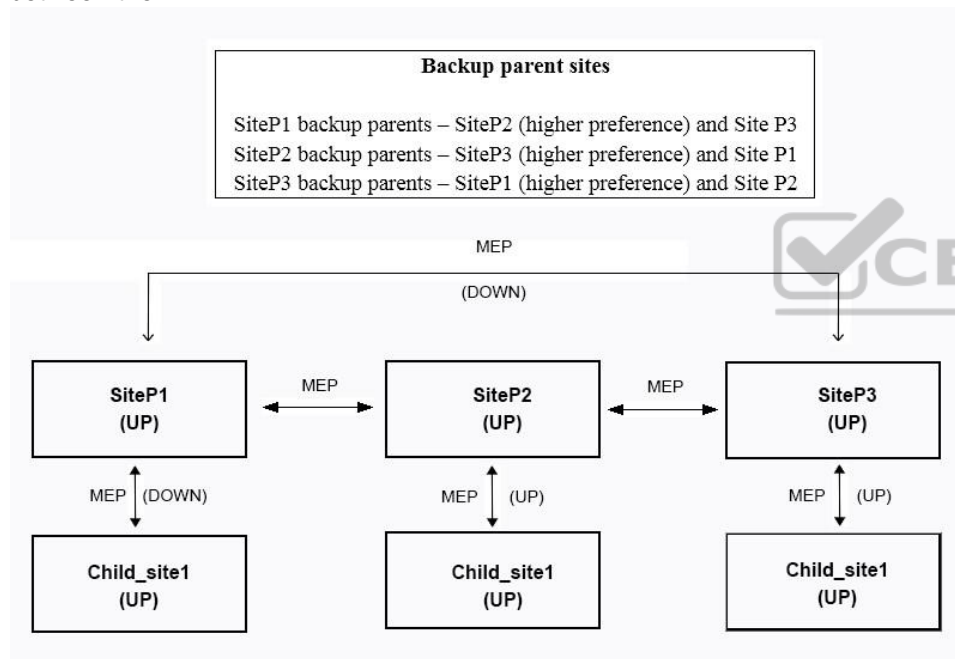 Backup parent sites
SiteP1 backup parents – SiteP2 (higher preference) and Site P3
SiteP2 backup parents – SiteP3 (higher preference) and Site P1
SiteP3 backup parents – SiteP1 (higher preference) and Site P2
MEP
(DOWN)
SiteP1
(UP)
MEP
SiteP2
(UP)
MEP
SiteP3
(UP)
MEP (DOWN)
MEP (UP)
MEP (UP)
Child_site1
(UP)
Child_site1
(UP)
Child_site1
(UP)